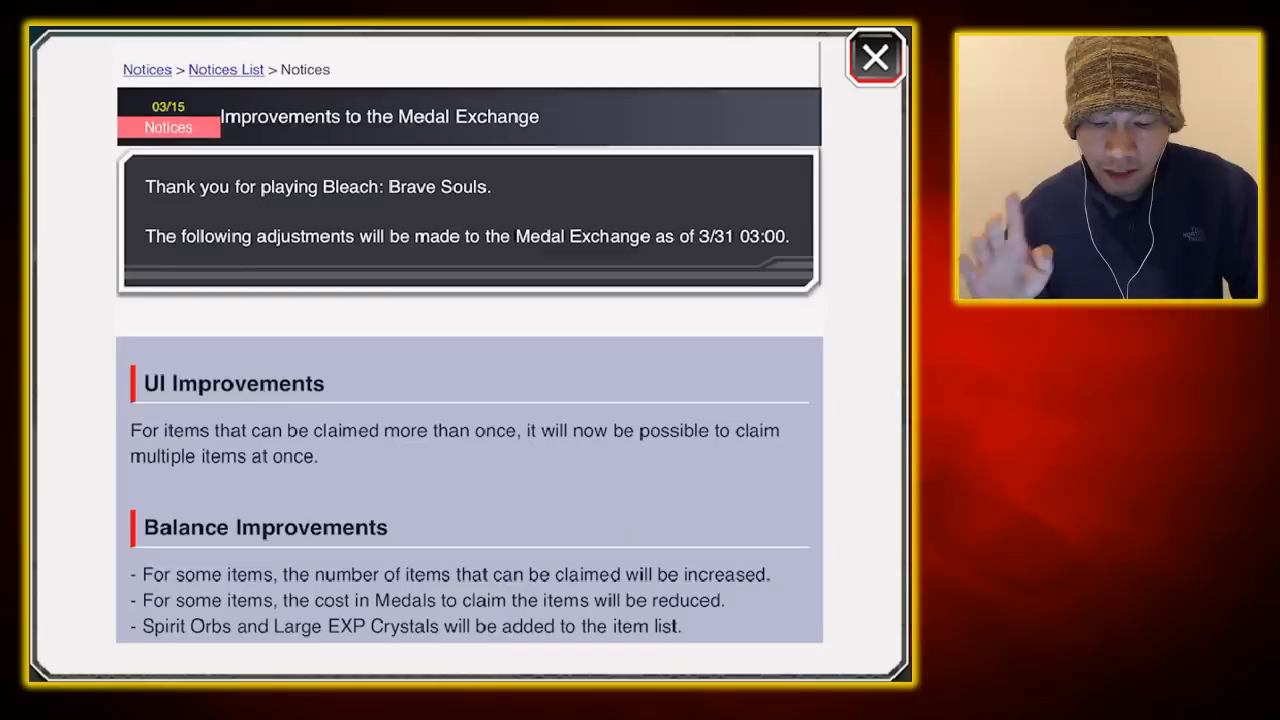 Notices > Notices List > Notices
03/15
Notices
Improvements to the Medal Exchange
Thank you for playing Bleach: Brave Souls.
The following adjustments will be made to the Medal Exchange as of 3/31 03:00.
UI Improvements
For items that can be claimed more than once, it will now be possible to claim
multiple items at once.
Balance Improvements
- For some items, the number of items that can be claimed will be increased.
- For some items, the cost in Medals to claim the items will be reduced.
- Spirit Orbs and Large EXP Crystals will be added to the item list.